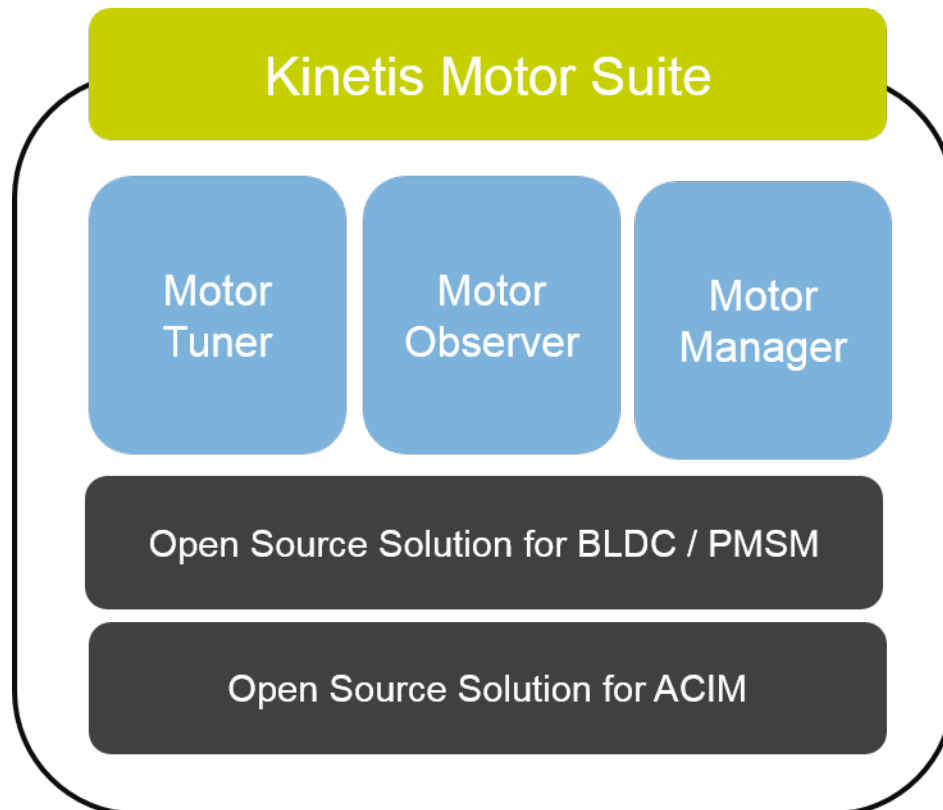 Kinetis Motor Suite
Motor
Tuner
Motor
Observer
Motor
Manager
Open Source Solution for BLDC / PMSM
Open Source Solution for ACIM